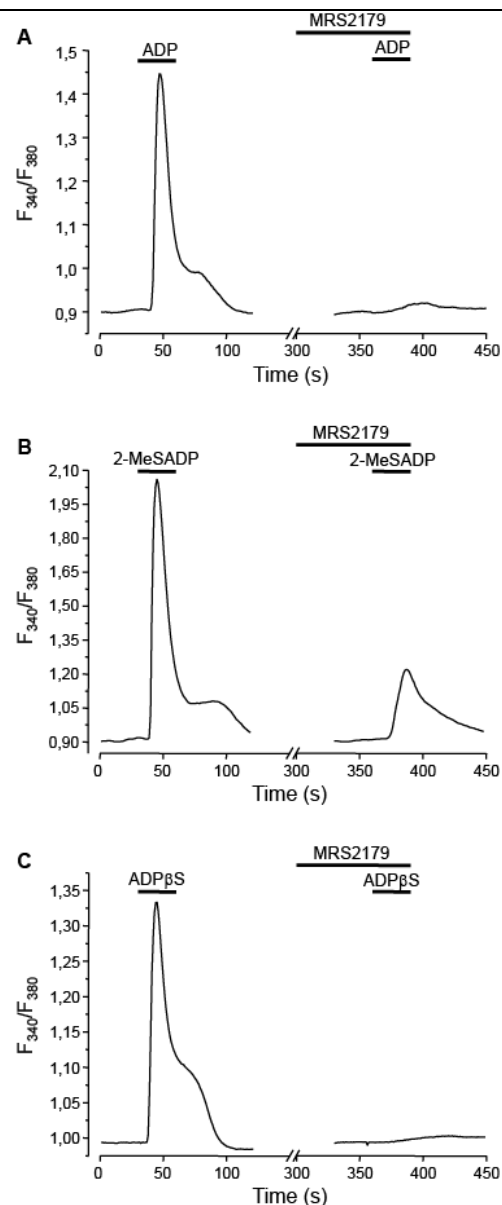 A
MRS2179
ADP
ADP
1,5
1,4
1,3
1,2
1,1
1,0
0,9
F340/F380
0
50
100
300
400
450
Time (s)
B
MRS2179
2-MeSADP
2-MeSADP
2,10
1,95
1,80
1,65
1,50
1,35
1,20
1,05
0,90
F340/F380
0
50
100
300
400
450
Time (s)
C
MRS2179
ADPβS
ADPβS
1,35
1,30
1,25
1,20
1,15
1,10
1,05
1,00
F340/F380
0
50
100
300
400
450
Time (s)